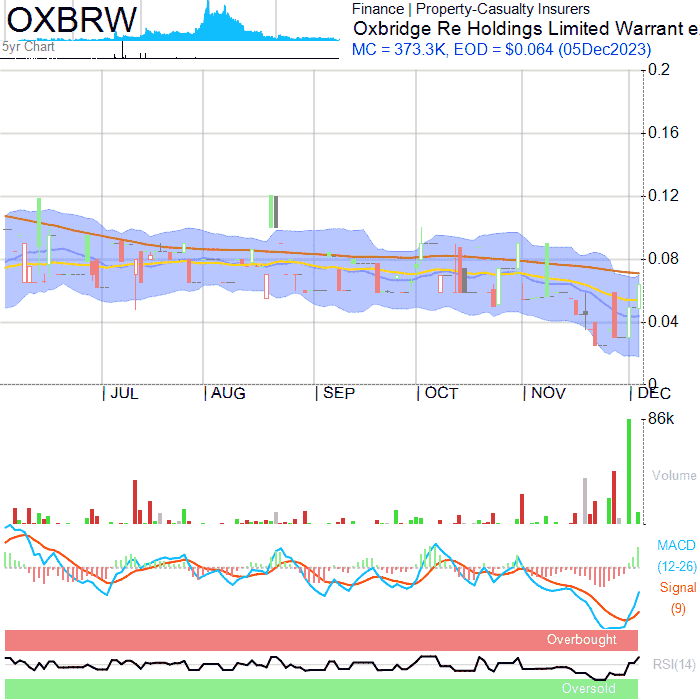 OXBRW
5yr Chart
Finance | Property-Casualty Insurers
Oxbridge Re Holdings Limited Warrant e
MC = 373.3K, EOD = $0.064 (05Dec2023)
0.2
0.16
0.12
0.08
0.04
0
JUL AUG SEP OCT NOV DEC
86k
Volume
MACD
(12-26)
Signal
(9)
Overbought
RSI(14)
Oversold